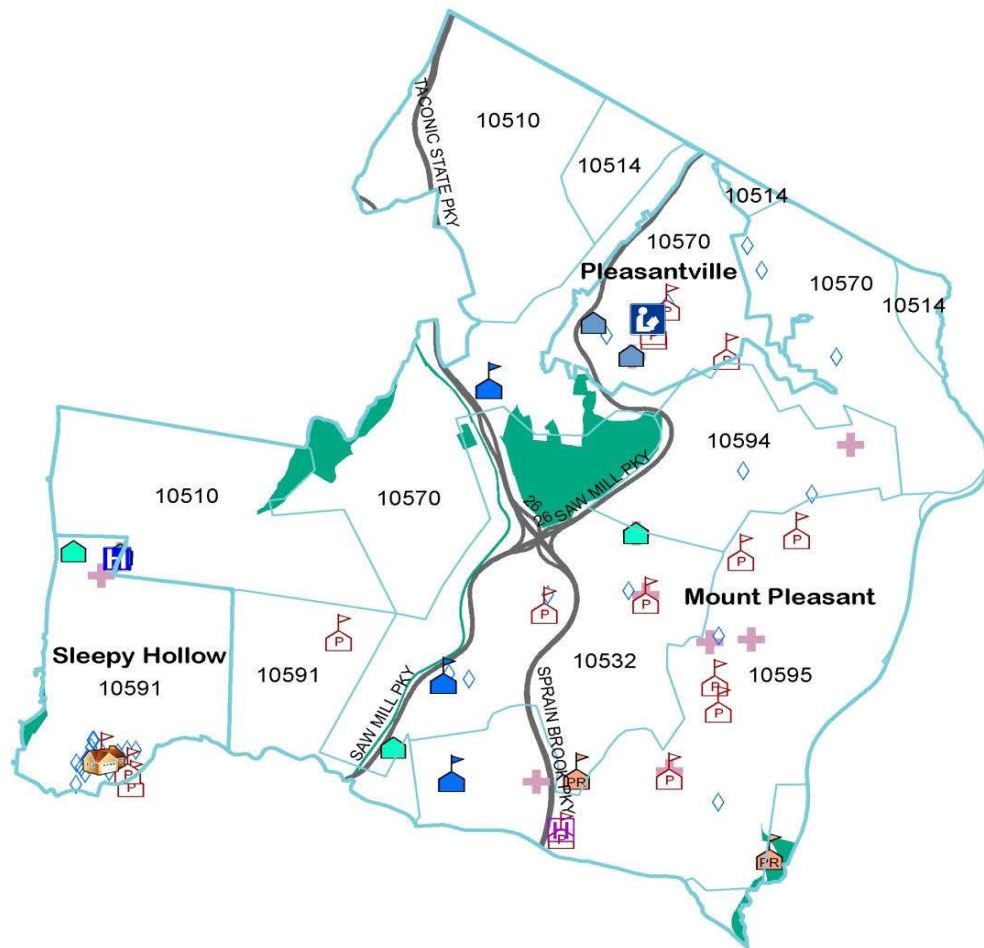 TACONIC STATE PKY
10510
10514
10514
10570
Pleasantville
10570
10514
P
P
10594
SAW MILL PKY
26
26
10510
10570
H
P
P
P
Mount Pleasant
P
P
Sleepy Hollow
10591
10591
10532
10595
P
P
SAW MILL PKY
SPRAIN BROOK PKY
P
P
PR
P
H
P
PR